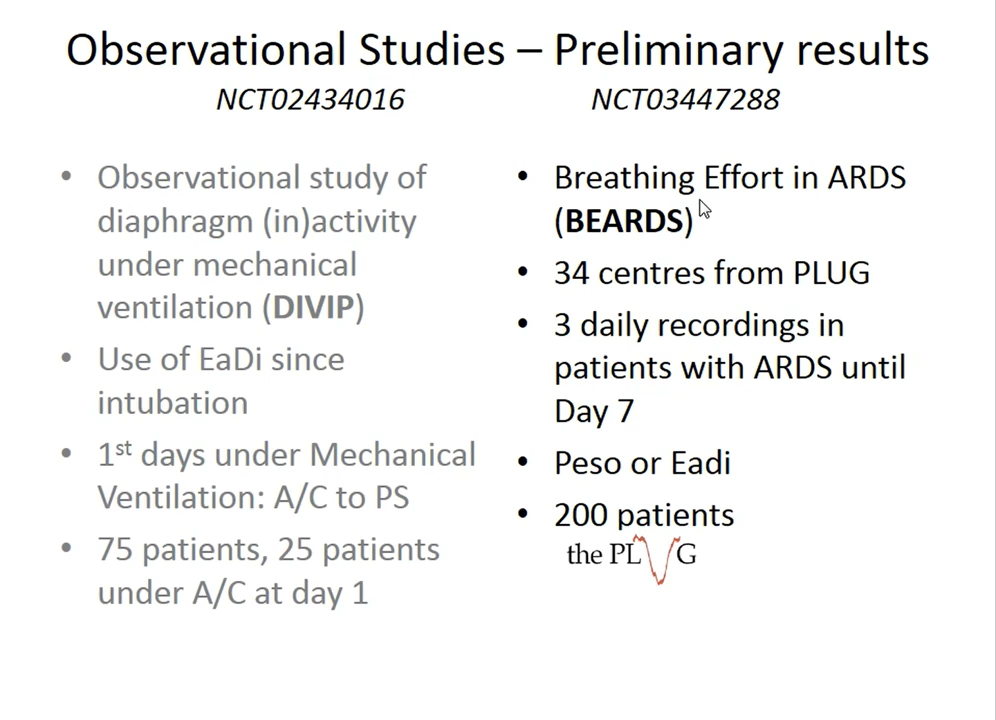 Observational Studies – Preliminary results
NCT02434016
NCT03447288
• Observational study of
diaphragm (in)activity
under mechanical
ventilation (DIVIP)
• Use of EaDi since
intubation
• 1st days under Mechanical
Ventilation: A/C to PS
• 75 patients, 25 patients
under A/C at day 1
• Breathing Effort in ARDS
(BEARDS)
• 34 centres from PLUG
• 3 daily recordings in
patients with ARDS until
Day 7
• Peso or Eadi
• 200 patients
the PLUG